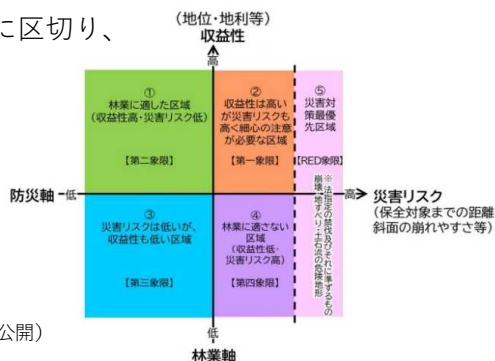 に区切り、
(地位・地利等)
収益性
高
①
林業に適した区域
(収益性高・災害リスク低)
【第二象限】
②
収益性は高い
が災害リスクも
高く細心の注意
が必要な区域
【第一象限】
⑤
災害対
策最優
先区域
【RED象限】
防災軸
低
高
災害リスク
(保全対象までの距離
斜面の崩れやすさ等)
③
災害リスクは低いが、
収益性も低い区域
【第三象限】
④
林業に適さない
区域
(収益性低・
災害リスク高)
【第四象限】
※法指定の禁伐及びそれに準ずるもの
崩壊・地すべり・土石流の危険地形
低
林業軸
公開)